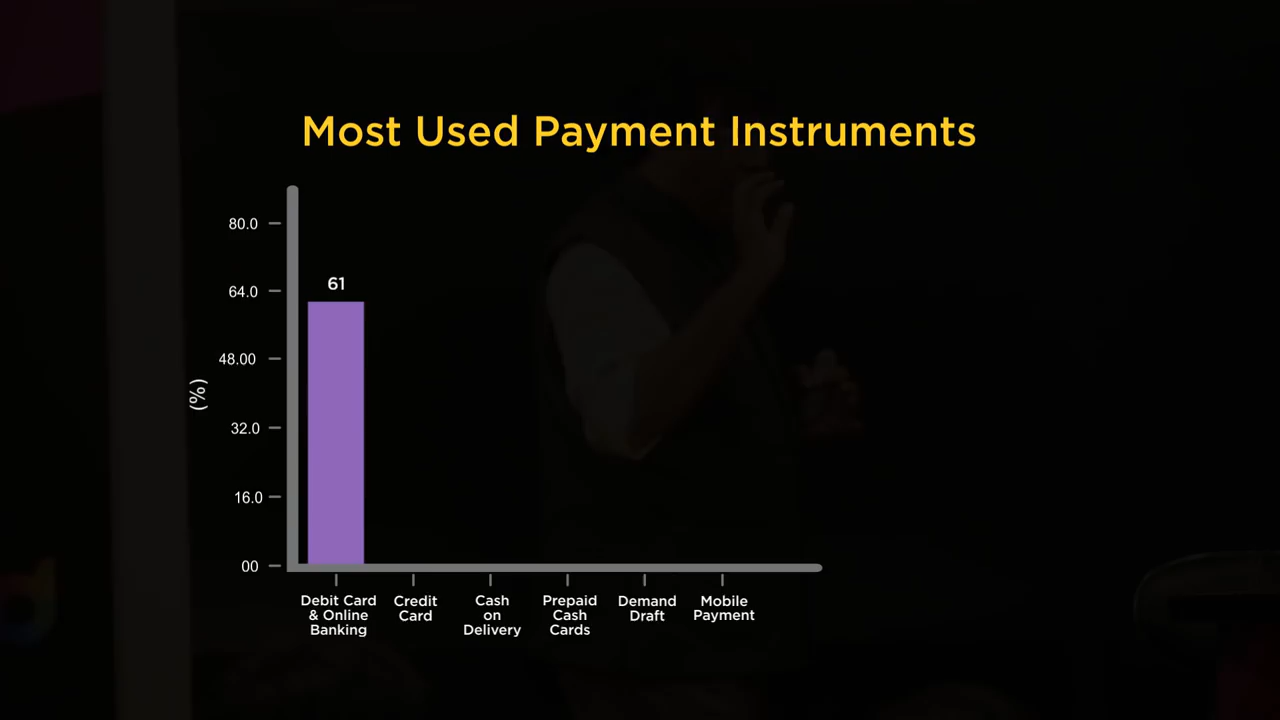 Most Used Payment Instruments
80.0
61
64.0
48.00
(%)
32.0
16.0
00
Debit Card
& Online
Banking
Credit
Card
Cash
on
Delivery
Prepaid
Cash
Cards
Demand
Draft
Mobile
Payment